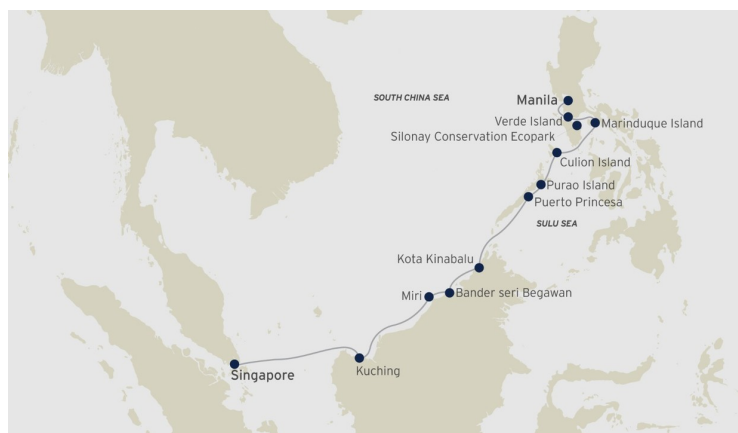 SOUTH CHINA SEA
Manila
Verde Island
Marinduque Island
Silonay Conservation Ecopark
Culion Island
Purao Island
Puerto Princesa
SULU SEA
Kota Kinabalu
Miri
Bander seri Begawan
Singapore
Kuching